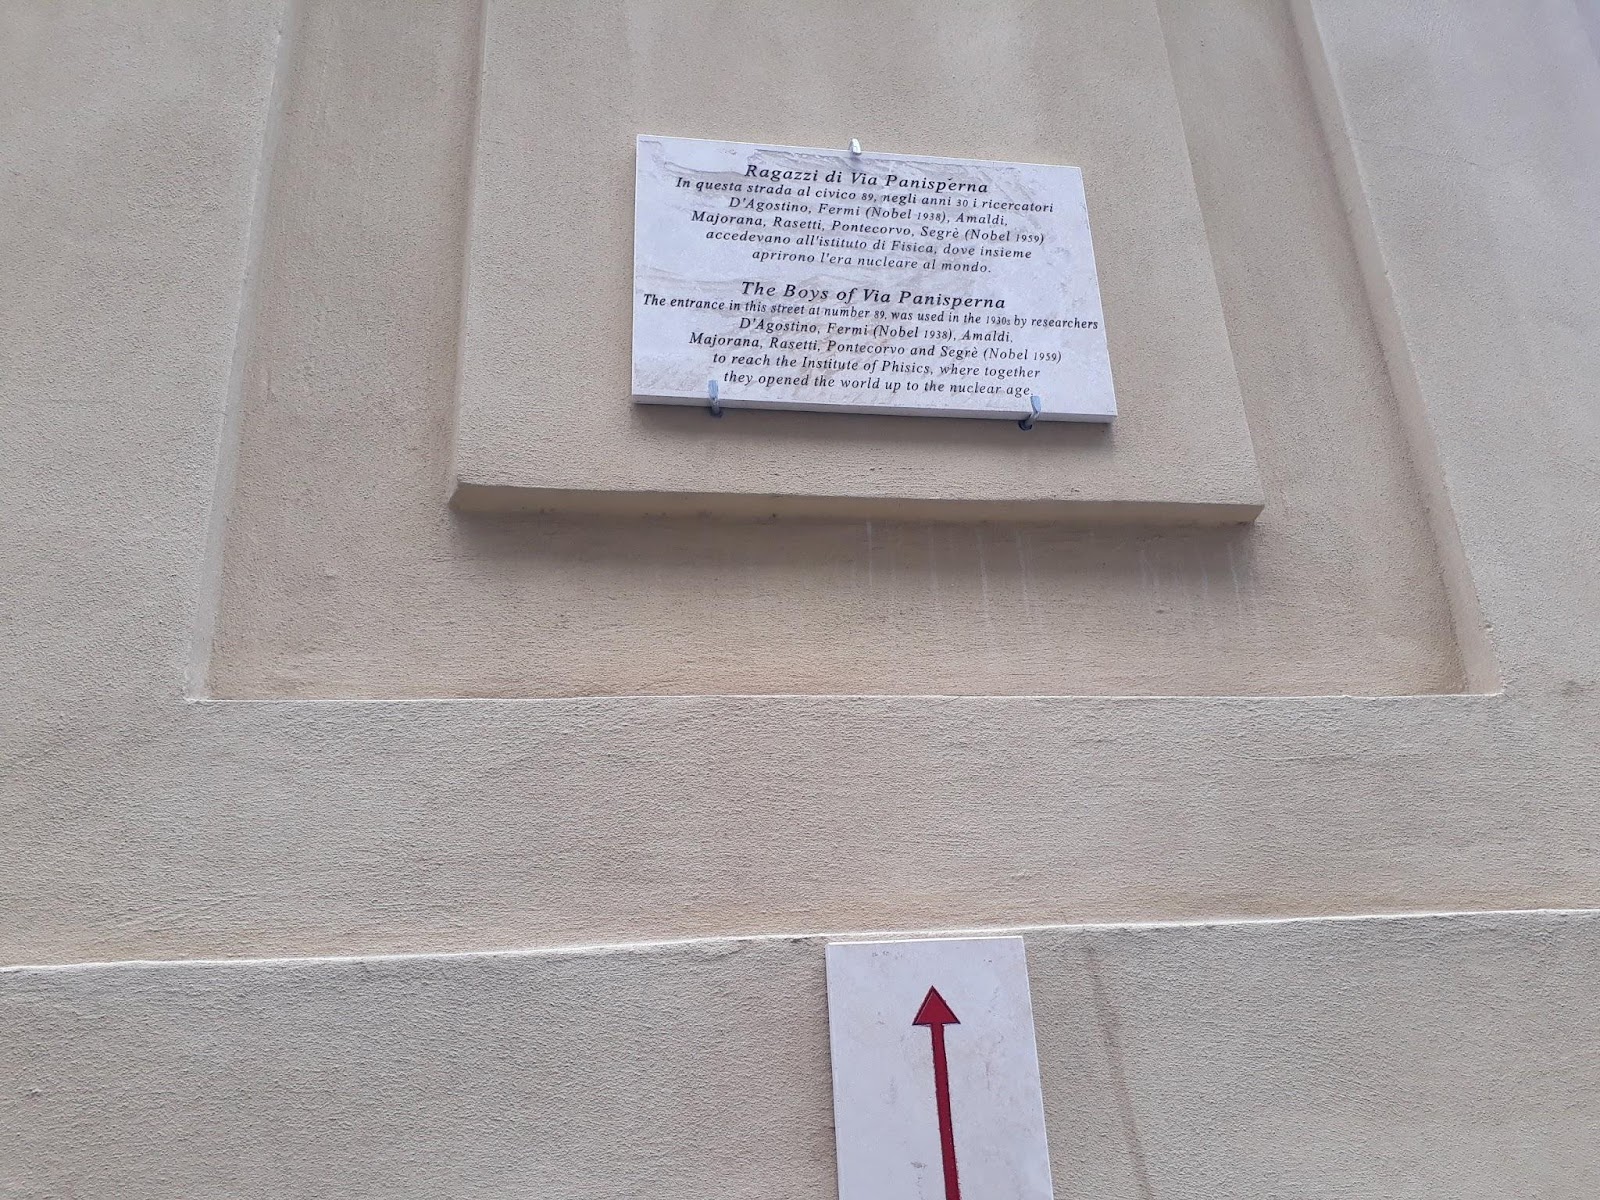 Ragazzi di Via Panisperna
In questa strada al civico 89, negli anni 30 i ricercatori
D'Agostino, Fermi (Nobel 1938), Amaldi,
Majorana, Rasetti, Pontecorvo, Segrè (Nobel 1959)
accedevano all'istituto di Fisica, dove insieme
aprirono l'era nucleare al mondo.
The Boys of Via Panisperna
The entrance in this street at number 89, was used in the 1930s by researchers
D'Agostino, Fermi (Nobel 1938), Amaldi,
Majorana, Rasetti, Pontecorvo and Segrè (Nobel 1959)
to reach the Institute of Phisics, where together
they opened the world up to the nuclear age.